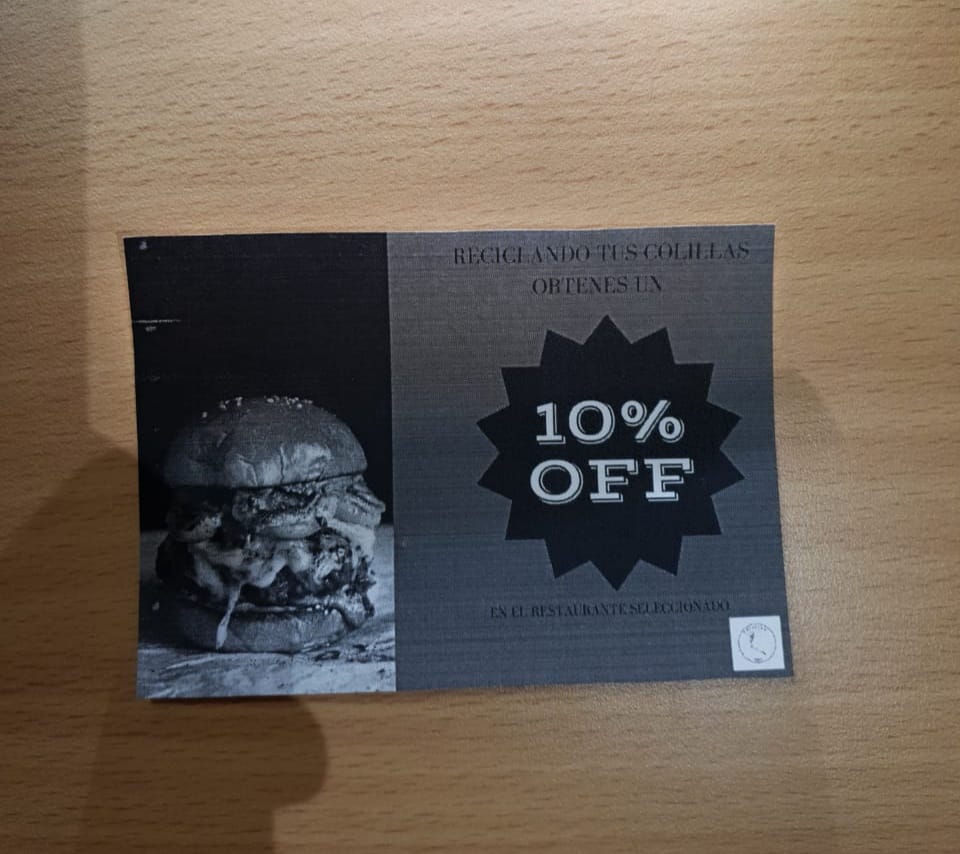 RECICLANDO TUS COLILLAS
OBTENES UN
10%
OFF
EN EL RESTAURANTE SELECCIONADO